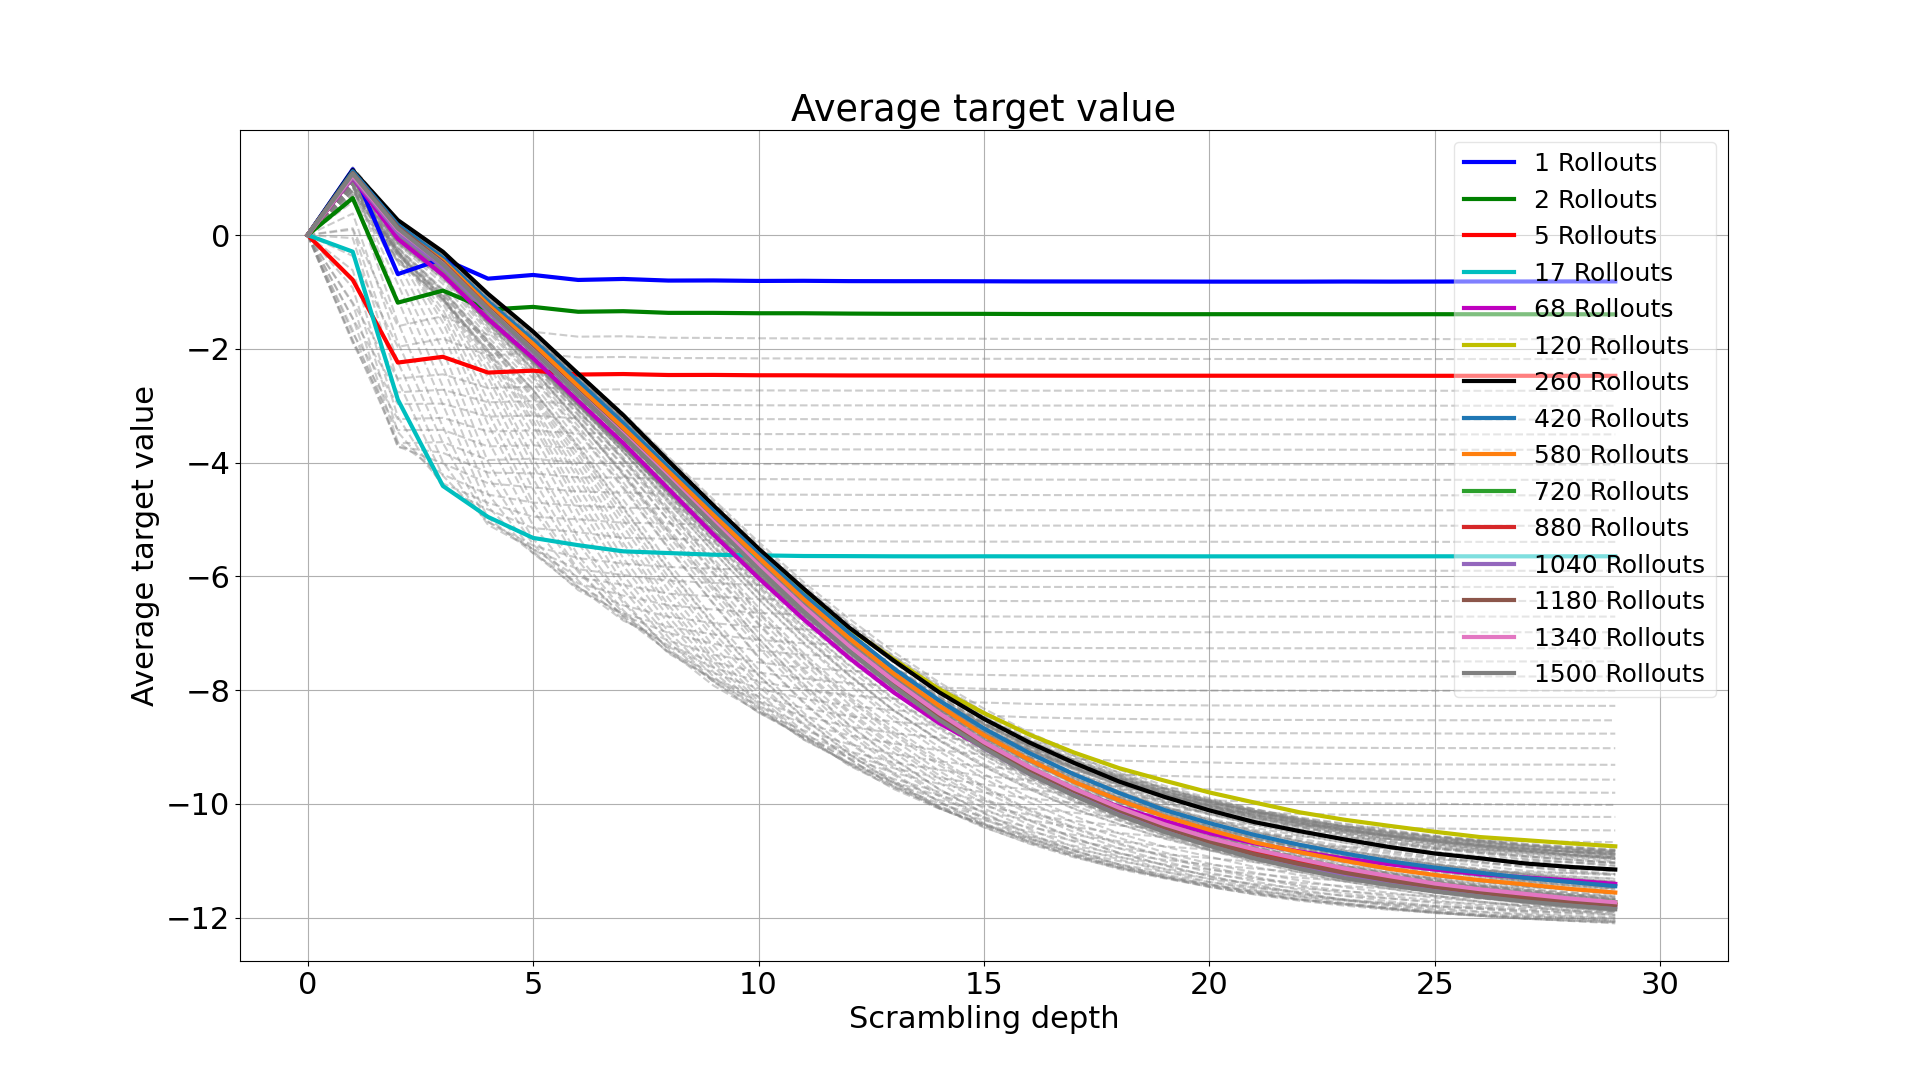 Average target value
Average target value
0
−2
−4
−6
−8
−10
−12
1 Rollouts
2 Rollouts
5 Rollouts
17 Rollouts
68 Rollouts
120 Rollouts
260 Rollouts
420 Rollouts
580 Rollouts
720 Rollouts
880 Rollouts
1040 Rollouts
1180 Rollouts
1340 Rollouts
1500 Rollouts
0 5 10 15 20 25 30
Scrambling depth